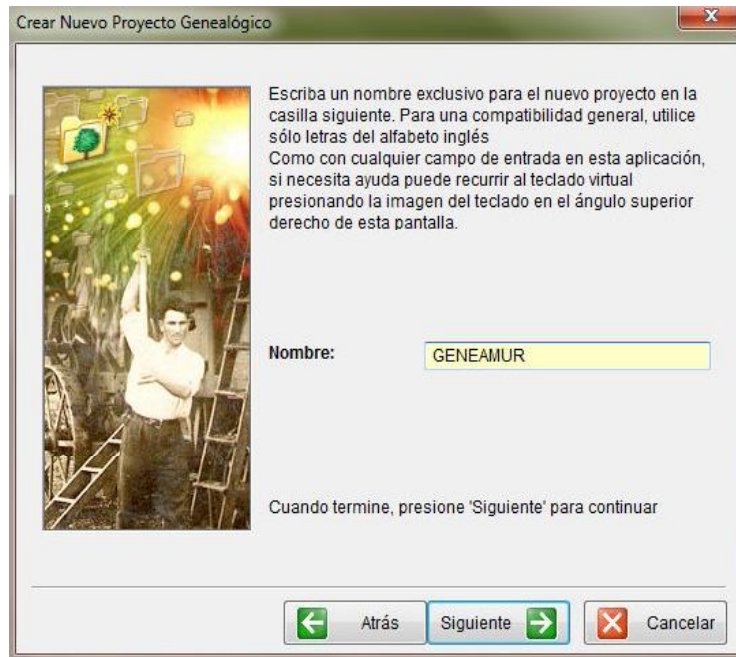 Crear Nuevo Proyecto Genealógico
Escriba un nombre exclusivo para el nuevo proyecto en la
casilla siguiente. Para una compatibilidad general, utilice
sólo letras del alfabeto inglés
Como con cualquier campo de entrada en esta aplicación,
si necesita ayuda puede recurrir al teclado virtual
presionando la imagen del teclado en el ángulo superior
derecho de esta pantalla.
Nombre:
GENEAMUR
Cuando termine, presione 'Siguiente' para continuar
Atrás
Siguiente
Cancelar